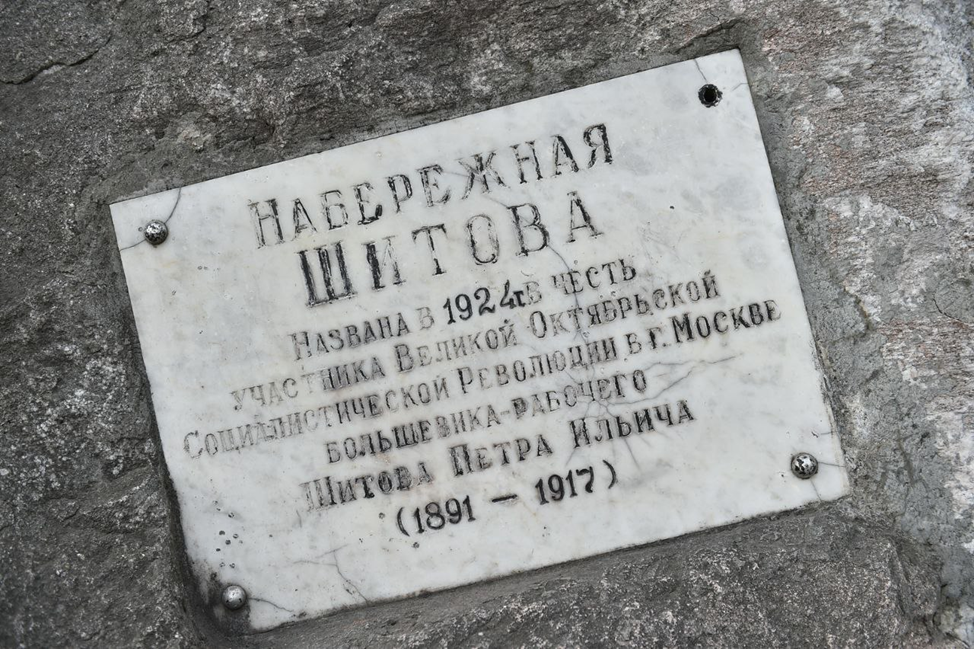 НАБЕРЕЖНАЯ
ШИТОВА
НАЗВАНА В 1924г. В ЧЕСТЬ
УЧАСТНИКА ВЕЛИКОЙ ОКТЯБРЬСКОЙ
СОЦИАЛИСТИЧЕСКОЙ РЕВОЛЮЦИИ В Г. МОСКВЕ
БОЛЬШЕВИКА-РАБОЧЕГО
ШИТОВА ПЕТРА ИЛЬИЧА
(1891 — 1917)